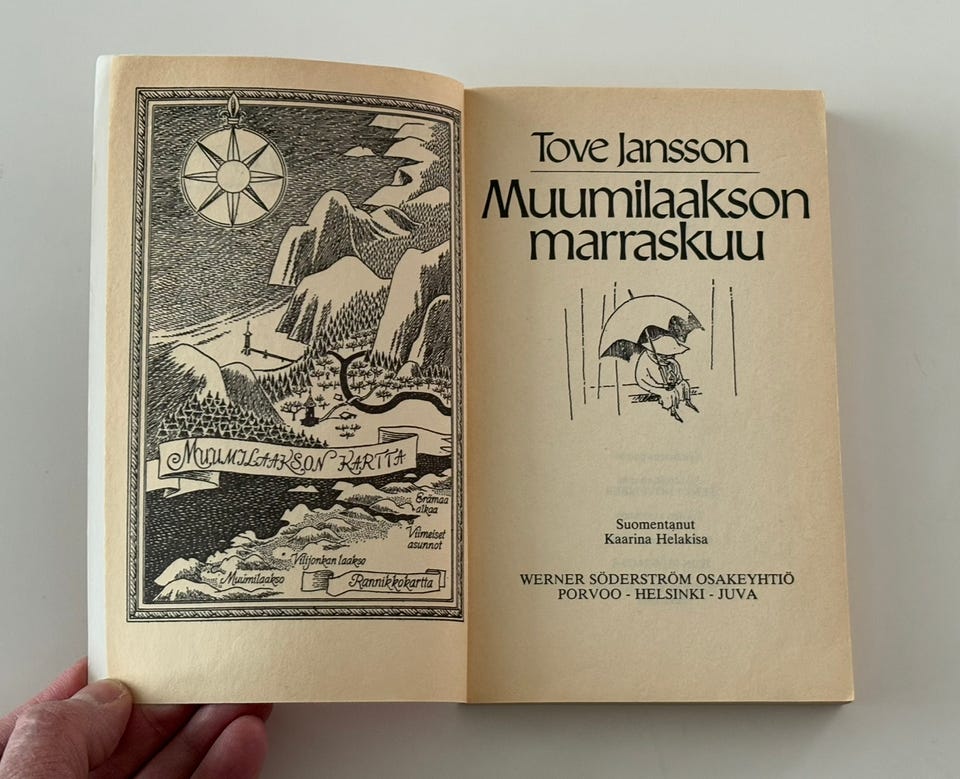 MUUMILAAKSON KARTTA
Erämaa
alkaa
Viimeiset
asunnot
Vilijonkan laakso
Muumilaakso
Rannikkokartta
Tove Jansson
Muumilaakson
marraskuu
Suomentanut
Kaarina Helakisa
WERNER SÖDERSTRÖM OSAKEYHTIÖ
PORVOO - HELSINKI - JUVA